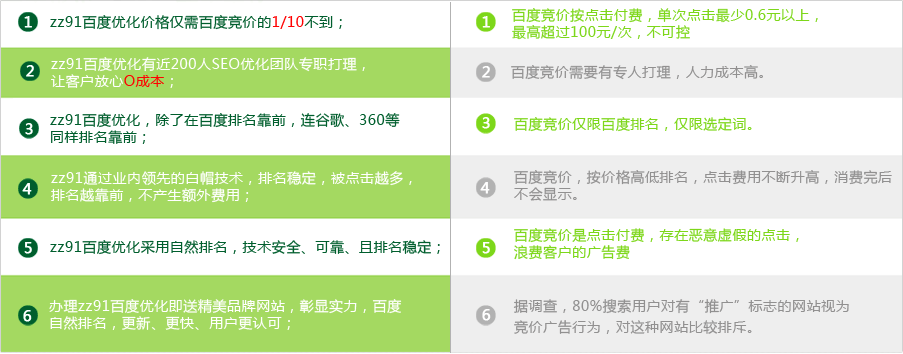 1 zz91百度优化价格仅需百度竞价的1/10不到；
1 百度竞价按点击付费，单次点击最少0.6元以上，
最高超过100元/次，不可控
2 zz91百度优化有近200人SEO优化团队专职打理，
让客户放心O成本；
2 百度竞价需要有专人打理，人力成本高。
3 zz91百度优化，除了在百度排名靠前，连谷歌、360等
同样排名靠前；
3 百度竞价仅限百度排名，仅限选定词。
4 zz91通过业内领先的白帽技术，排名稳定，被点击越多，
排名越靠前，不产生额外费用；
4 百度竞价，按价格高低排名，点击费用不断升高，消费完后
不会显示。
5 zz91百度优化采用自然排名，技术安全、可靠、且排名稳定；
5 百度竞价是点击付费，存在恶意虚假的点击，
浪费客户的广告费
6 办理zz91百度优化即送精美品牌网站，彰显实力，百度
自然排名，更新、更快、用户更认可；
6 据调查，80%搜索用户对有“推广”标志的网站视为
竞价广告行为，对这种网站比较排斥。